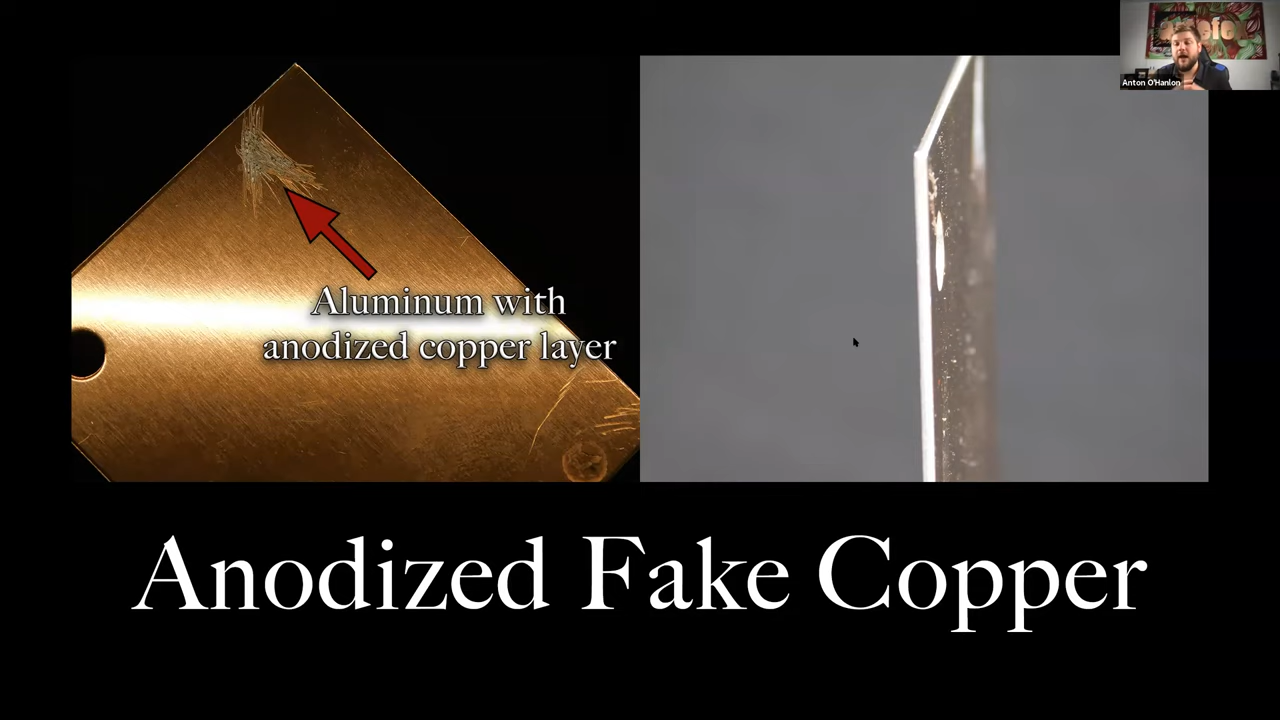 Anton O'Hanlon
Aluminum with
anodized copper layer
Anodized Fake Copper